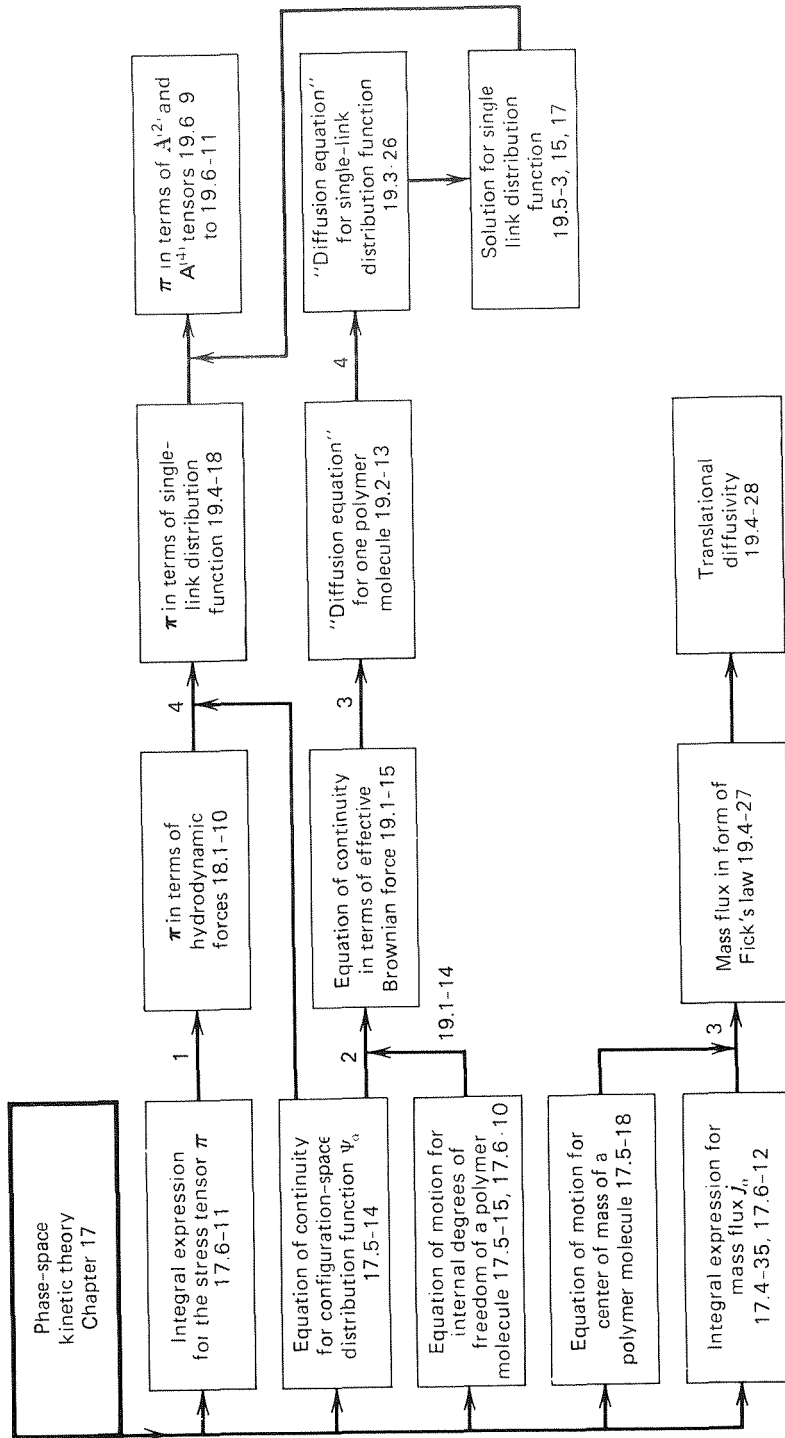 Phase-space
kinetic theory
Chapter 17
Integral expression
for the stress tensor π
17.6-11
1
π in terms of
hydrodynamic
forces 18.1-10
4
π in terms of single-
link distribution
function 19.4-18
π in terms of A⁽²⁾ and
A⁽⁴⁾ tensors 19.6 9
to 19.6-11
Equation of continuity
for configuration-space
distribution function Ψα
17.5-14
2
Equation of continuity
in terms of effective
Brownian force 19.1-15
3
"Diffusion equation"
for one polymer
molecule 19.2-13
4
"Diffusion equation"
for single-link
distribution function
19.3-26
Equation of motion for
internal degrees of
freedom of a polymer
molecule 17.5-15, 17.6-10
19.1-14
Solution for single
link distribution
function
19.5-3, 15, 17
Equation of motion for
center of mass of a
polymer molecule 17.5-18
Integral expression for
mass flux jα
17.4-35, 17.6-12
3
Mass flux in form of
Fick's law 19.4-27
Translational
diffusivity
19.4-28